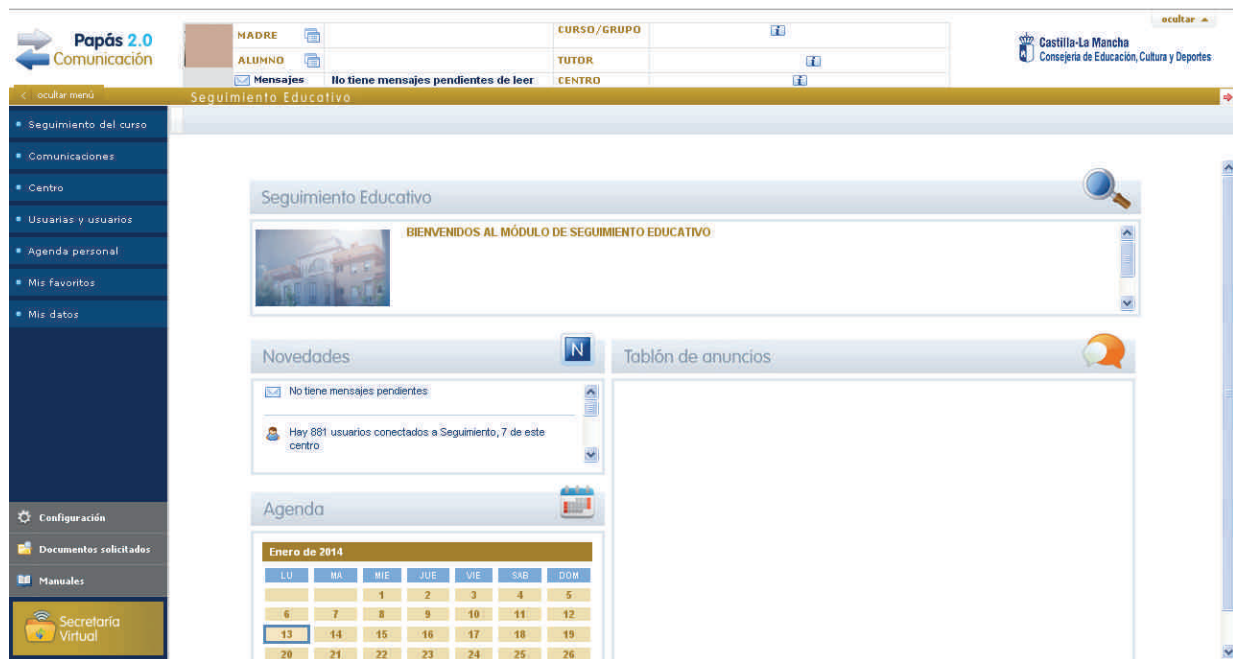 ocultar
Papás 2.0
Comunicación
MADRE
CURSO/GRUPO
ALUMNO
TUTOR
Mensajes No tiene mensajes pendientes de leer
CENTRO
Castilla-La Mancha
Consejería de Educación, Cultura y Deportes
< ocultar menú
Seguimiento Educativo
Seguimiento del curso
Comunicaciones
Centro
Usuarias y usuarios
Agenda personal
Mis favoritos
Mis datos
Configuración
Documentos solicitados
Manuales
Secretaría
Virtual
Seguimiento Educativo
BIENVENIDOS AL MÓDULO DE SEGUIMIENTO EDUCATIVO
Novedades
N
No tiene mensajes pendientes
Hay 881 usuarios conectados a Seguimiento, 7 de este
centro
Tablón de anuncios
Agenda
Enero de 2014
LU MA MIE JUE VIE SAB DOM
1 2 3 4 5
6 7 8 9 10 11 12
13 14 15 16 17 18 19
20 21 22 23 24 25 26